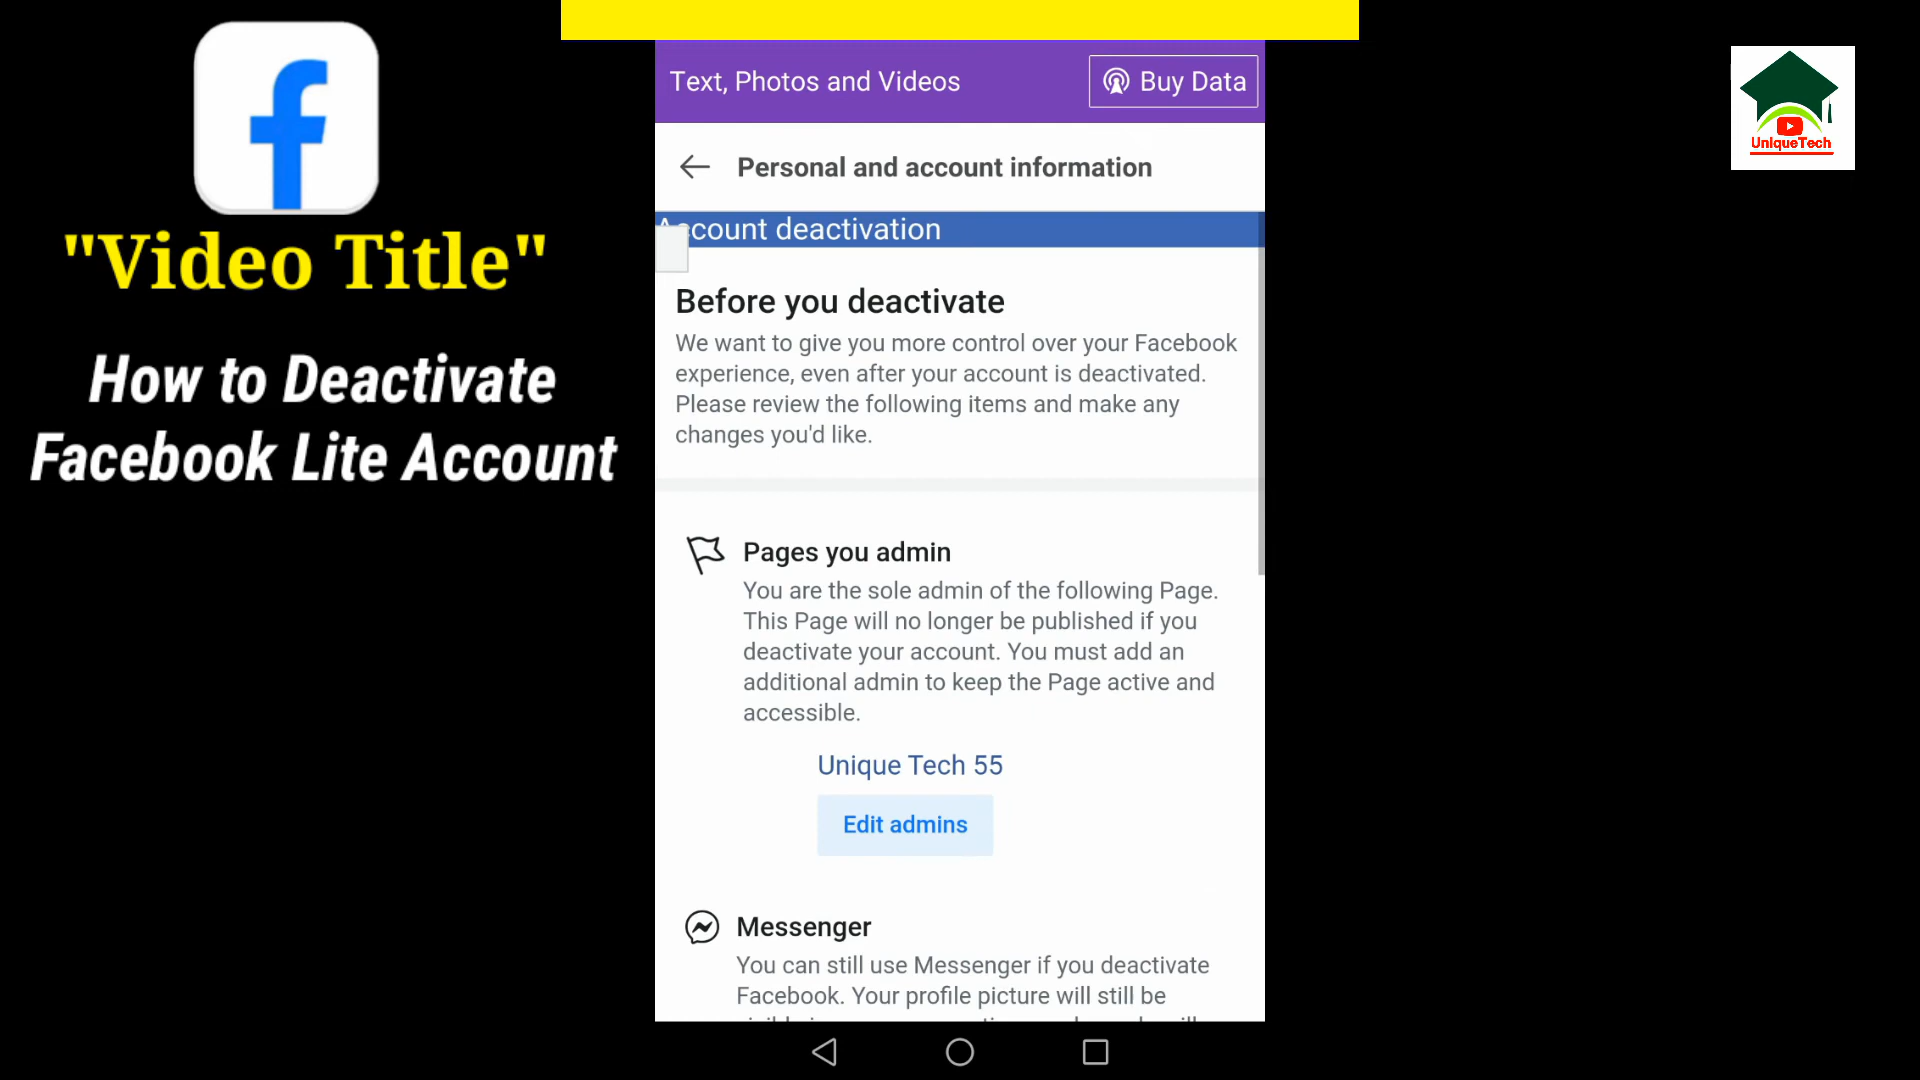 "Video Title"
How to Deactivate
Facebook Lite Account
Text, Photos and Videos
Buy Data
Personal and account information
Account deactivation
Before you deactivate
We want to give you more control over your Facebook
experience, even after your account is deactivated.
Please review the following items and make any
changes you'd like.
Pages you admin
You are the sole admin of the following Page.
This Page will no longer be published if you
deactivate your account. You must add an
additional admin to keep the Page active and
accessible.
Unique Tech 55
Edit admins
Messenger
You can still use Messenger if you deactivate
Facebook. Your profile picture will still be
UniqueTech